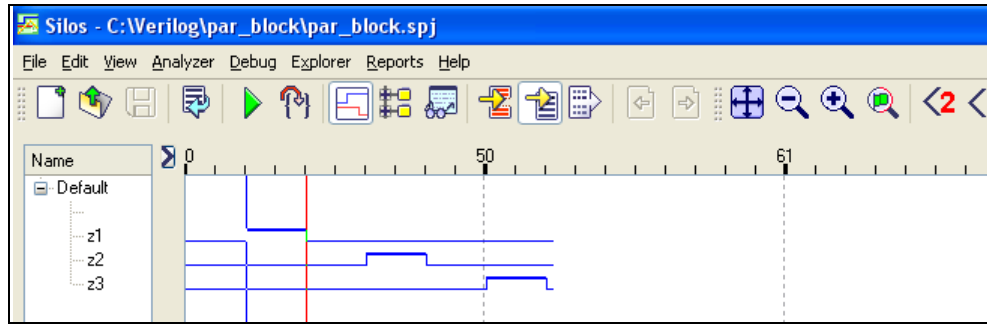 Silos - C:\Verilog\par_block\par_block.spj
File Edit View Analyzer Debug Explorer Reports Help
2
Name 0 50 61
Default
z1
z2
z3